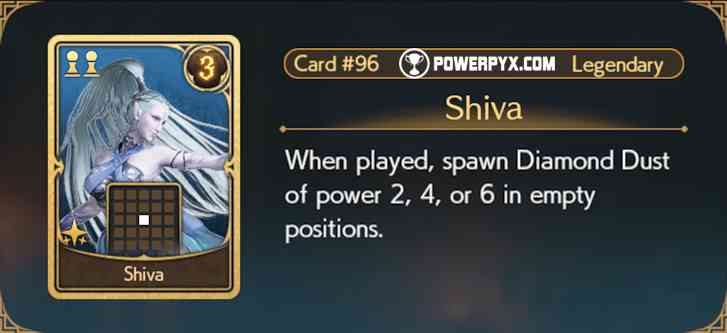 3
Shiva
Card #96 POWERPYX.COM Legendary
Shiva
When played, spawn Diamond Dust
of power 2, 4, or 6 in empty
positions.